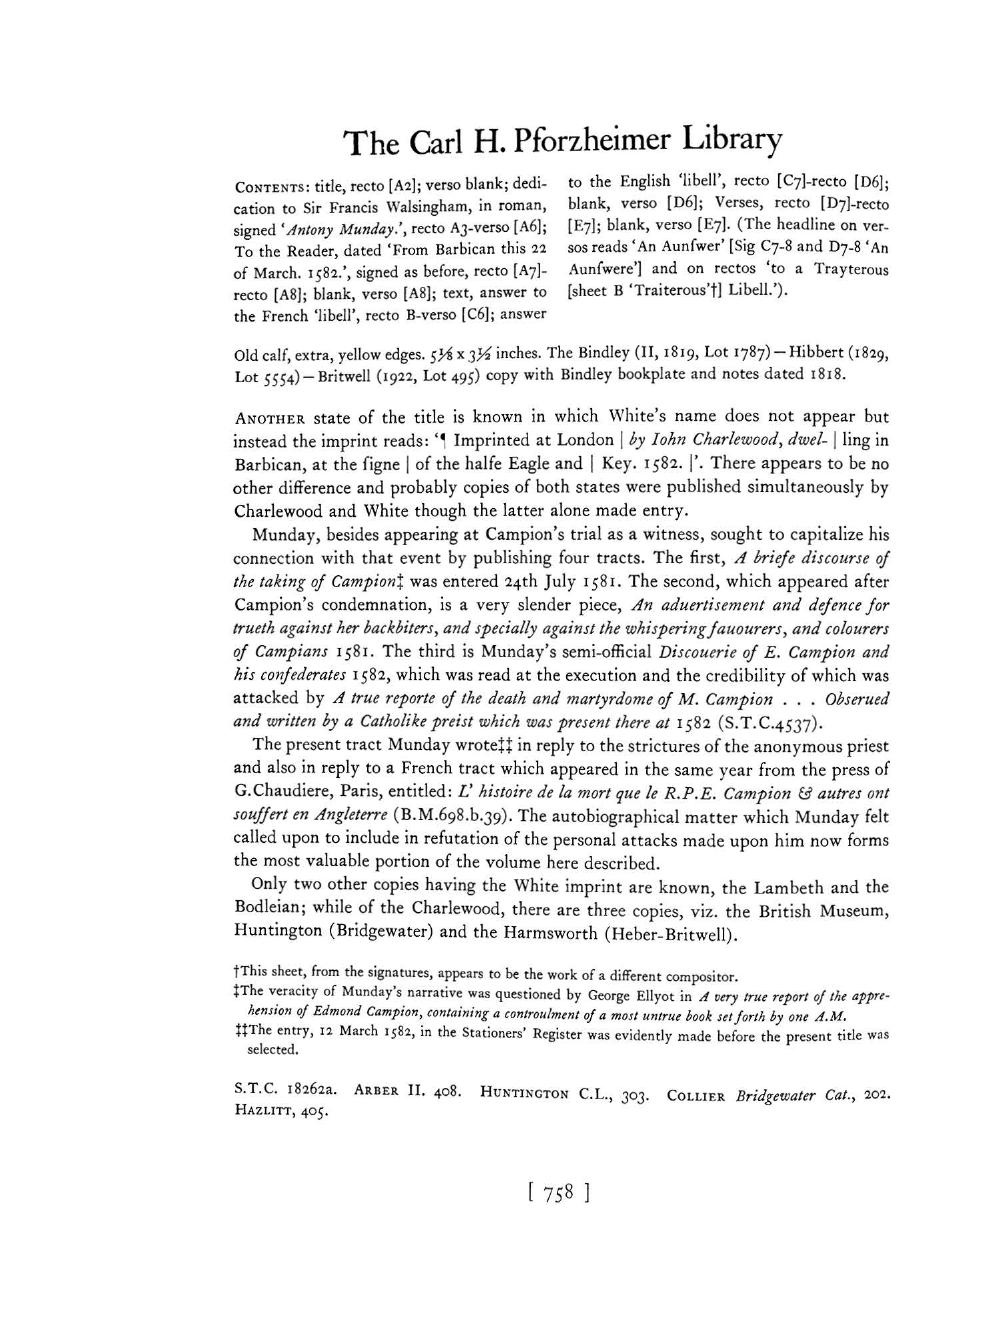 The Carl H. Pforzheimer Library
CONTENTS: title, recto [A2]; verso blank; dedi-
cation to Sir Francis Walsingham, in roman,
signed ‘Antony Munday.’, recto A3-verso [A6];
To the Reader, dated ‘From Barbican this 22
of March. 1582.’, signed as before, recto [A7]-
recto [A8]; blank, verso [A8]; text, answer to
the French ‘libell’, recto B-verso [C6]; answer
to the English ‘libell’, recto [C7]-recto [D6];
blank, verso [D6]; Verses, recto [D7]-recto
[E7]; blank, verso [E7]. (The headline on ver-
sos reads ‘An Aunſwer’ [Sig C7-8 and D7-8 ‘An
Aunſwere’] and on rectos ‘to a Trayterous
[sheet B ‘Traiterous’†] Libell.’).
Old calf, extra, yellow edges. 5⅛ x 3½ inches. The Bindley (II, 1819, Lot 1787)—Hibbert (1829,
Lot 5554)—Britwell (1922, Lot 495) copy with Bindley bookplate and notes dated 1818.
ANOTHER state of the title is known in which White's name does not appear but
instead the imprint reads: ‘¶ Imprinted at London | by Iohn Charlewood, dwel- | ling in
Barbican, at the ſigne | of the halfe Eagle and | Key. 1582. |’. There appears to be no
other difference and probably copies of both states were published simultaneously by
Charlewood and White though the latter alone made entry.
Munday, besides appearing at Campion's trial as a witness, sought to capitalize his
connection with that event by publishing four tracts. The first, A briefe discourse of
the taking of Campion‡ was entered 24th July 1581. The second, which appeared after
Campion's condemnation, is a very slender piece, An aduertisement and defence for
trueth against her backbiters, and specially against the whispering fauourers, and colourers
of Campians 1581. The third is Munday's semi-official Discouerie of E. Campion and
his confederates 1582, which was read at the execution and the credibility of which was
attacked by A true reporte of the death and martyrdome of M. Campion . . . Obserued
and written by a Catholike preist which was present there at 1582 (S.T.C.4537).
The present tract Munday wrote‡‡ in reply to the strictures of the anonymous priest
and also in reply to a French tract which appeared in the same year from the press of
G.Chaudiere, Paris, entitled: L' histoire de la mort que le R.P.E. Campion & autres ont
souffert en Angleterre (B.M.698.b.39). The autobiographical matter which Munday felt
called upon to include in refutation of the personal attacks made upon him now forms
the most valuable portion of the volume here described.
Only two other copies having the White imprint are known, the Lambeth and the
Bodleian; while of the Charlewood, there are three copies, viz. the British Museum,
Huntington (Bridgewater) and the Harmsworth (Heber-Britwell).
†This sheet, from the signatures, appears to be the work of a different compositor.
‡The veracity of Munday's narrative was questioned by George Ellyot in A very true report of the appre-
hension of Edmond Campion, containing a controulment of a most untrue book set forth by one A.M.
‡‡The entry, 12 March 1582, in the Stationers' Register was evidently made before the present title was
selected.
S.T.C. 18262a. ARBER II. 408. HUNTINGTON C.L., 303. COLLIER Bridgewater Cat., 202.
HAZLITT, 405.
[ 758 ]